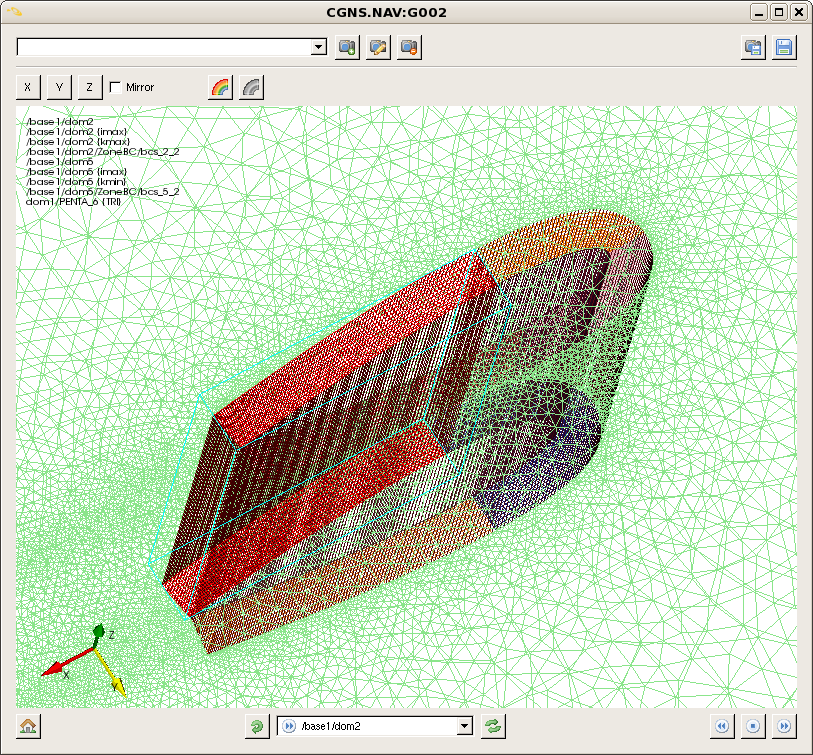 CGNS.NAV:G002
X Y Z Mirror
/base1/dom2
/base1/dom2 {imax}
/base1/dom2 {kmax}
/base1/dom2/ZoneBC/bcs_2_2
/base1/dom5
/base1/dom5 {imax}
/base1/dom5 {kmin}
/base1/dom5/ZoneBC/bcs_5_2
dom1/PENTA_6 {TRI}
Z
X
Y
/base1/dom2